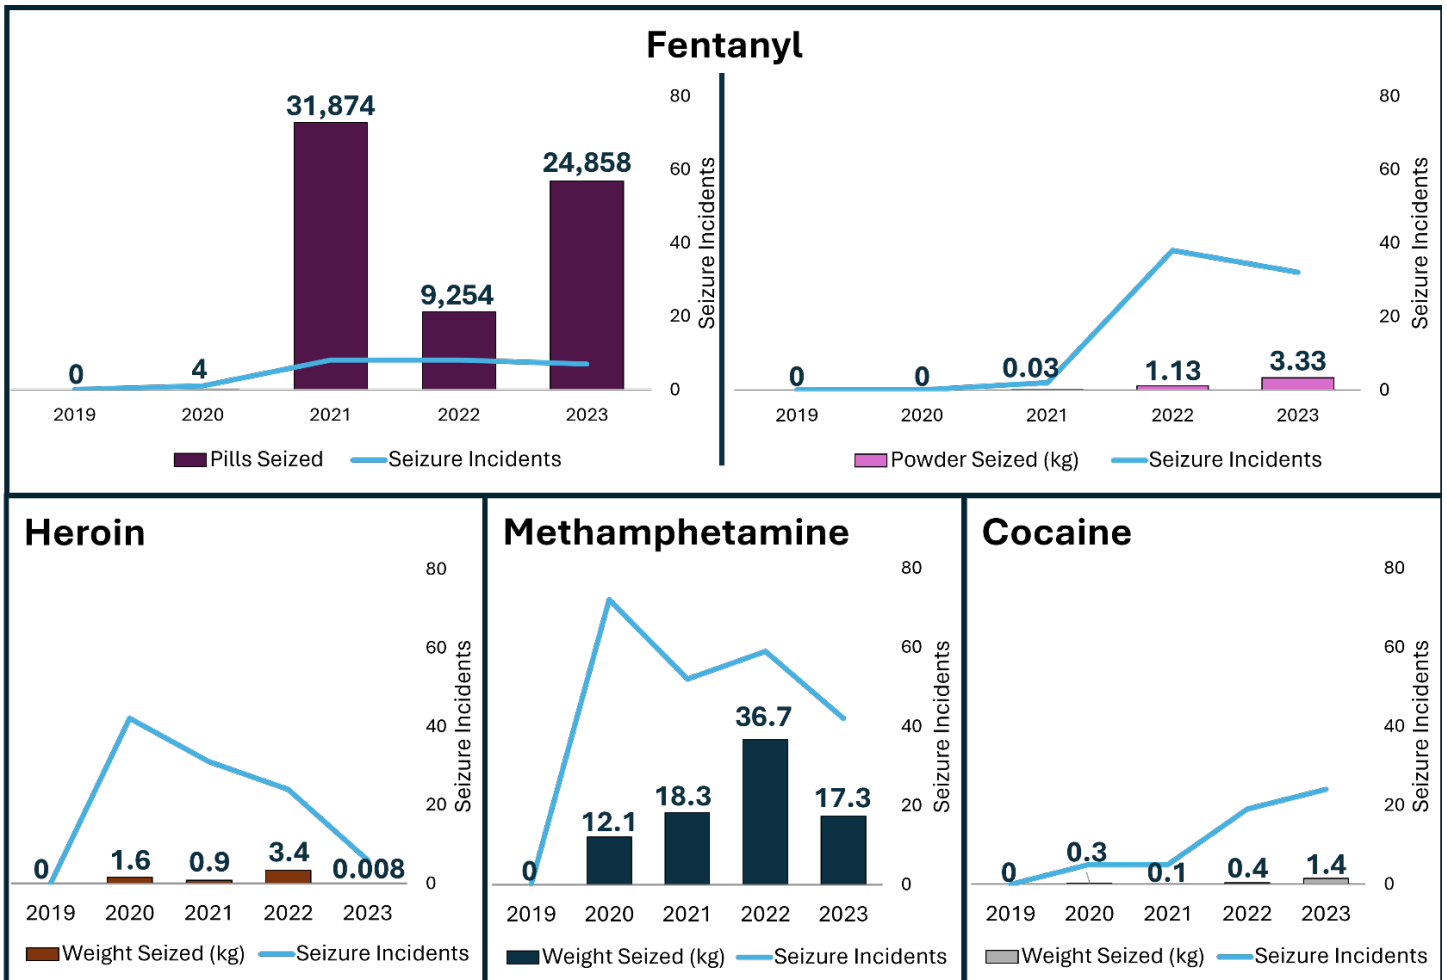 Fentanyl
31,874
24,858
9,254
0
4
80
60
40
20
0
Seizure Incidents
2019 2020 2021 2022 2023
Pills Seized Seizure Incidents
0
0
0.03
1.13
3.33
80
60
40
20
0
Seizure Incidents
2019 2020 2021 2022 2023
Powder Seized (kg) Seizure Incidents
Heroin
80
60
40
20
0
Seizure Incidents
0 1.6 0.9 3.4 0.008
2019 2020 2021 2022 2023
Weight Seized (kg) Seizure Incidents
Methamphetamine
80
60
40
20
0
Seizure Incidents
0 12.1 18.3 36.7 17.3
2019 2020 2021 2022 2023
Weight Seized (kg) Seizure Incidents
Cocaine
80
60
40
20
0
Seizure Incidents
0 0.3 0.1 0.4 1.4
2019 2020 2021 2022 2023
Weight Seized (kg) Seizure Incidents